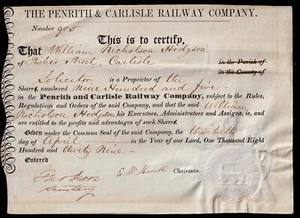 THE PENRITH & CARLISLE RAILWAY COMPANY.
Number 905
This is to certify,
That William Nicholson Hodgson
of Carlisle in the Parish of
in the County of
Solicitor is a Proprietor of the
Share, numbered Nine Hundred and five
in the Penrith and Carlisle Railway Company, subject to the Rules,
Regulations and Orders of the said Company, and that the said William
Nicholson Hodgson, his Executors, Administrators and Assigns, is, and
are entitled to the profits and advantages of such Share.
Given under the Common Seal of the said Company, the
day of April in the Year of our Lord, One Thousand Eight
Hundred and thirty Nine
Entered
Chairman.